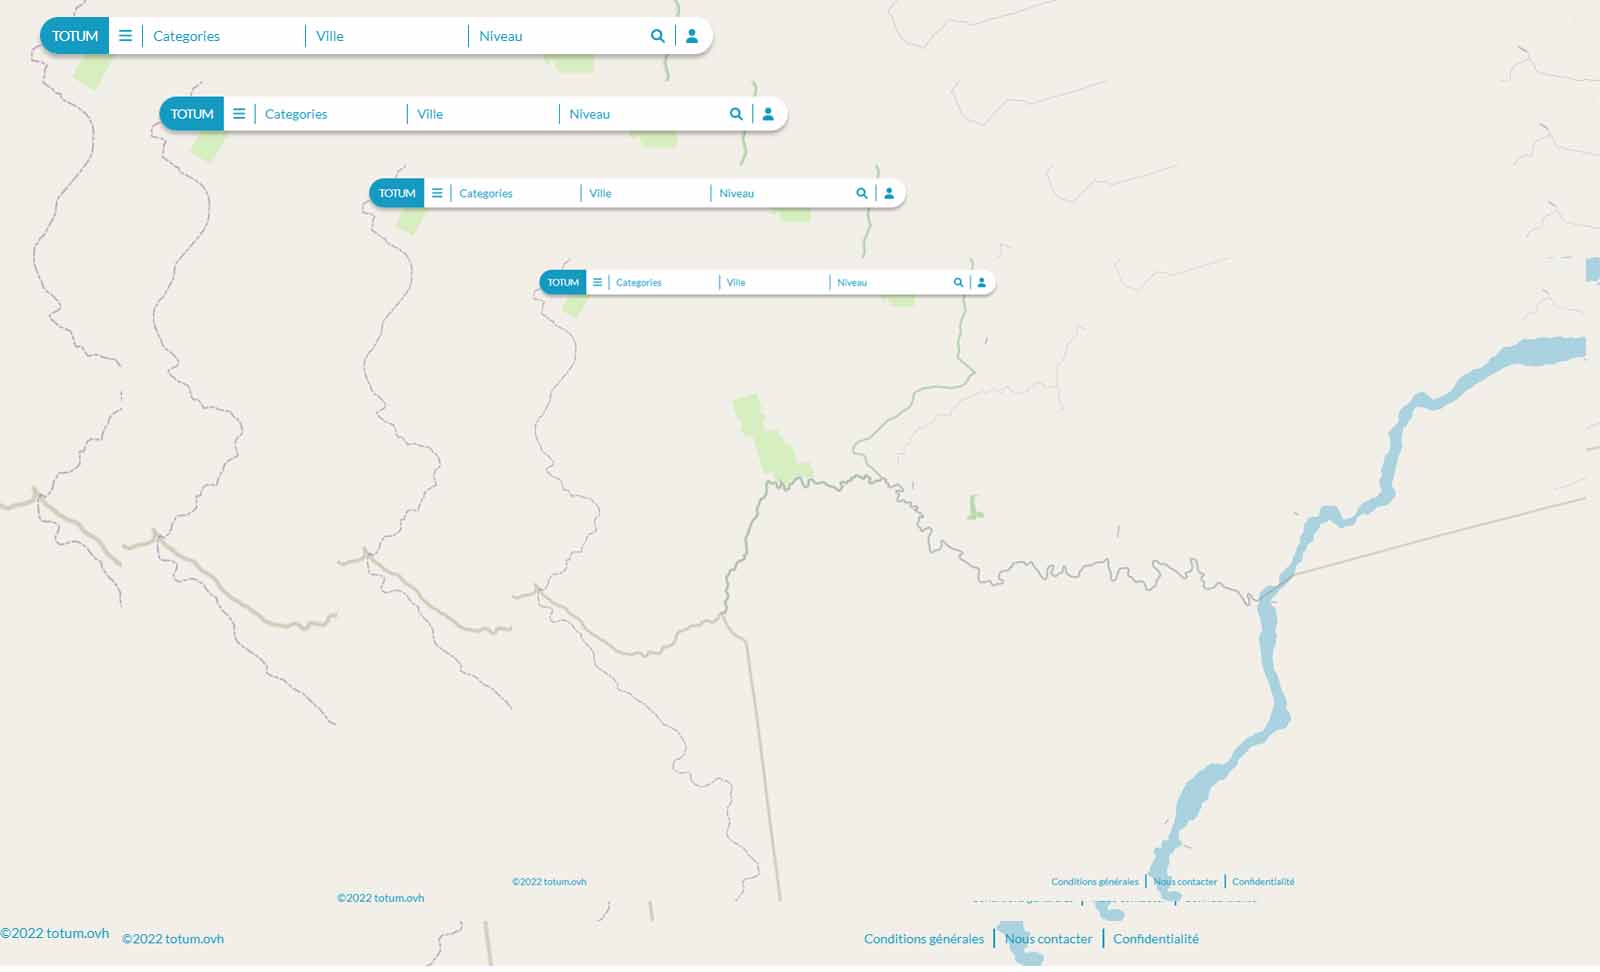 TOTUM Categories Ville Niveau
TOTUM Categories Ville Niveau
TOTUM Categories Ville Niveau
TOTUM Categories Ville Niveau
©2022 totum.ovh Conditions générales Nous contacter Confidentialité
©2022 totum.ovh
©2022 totum.ovh ©2022 totum.ovh Conditions générales Nous contacter Confidentialité